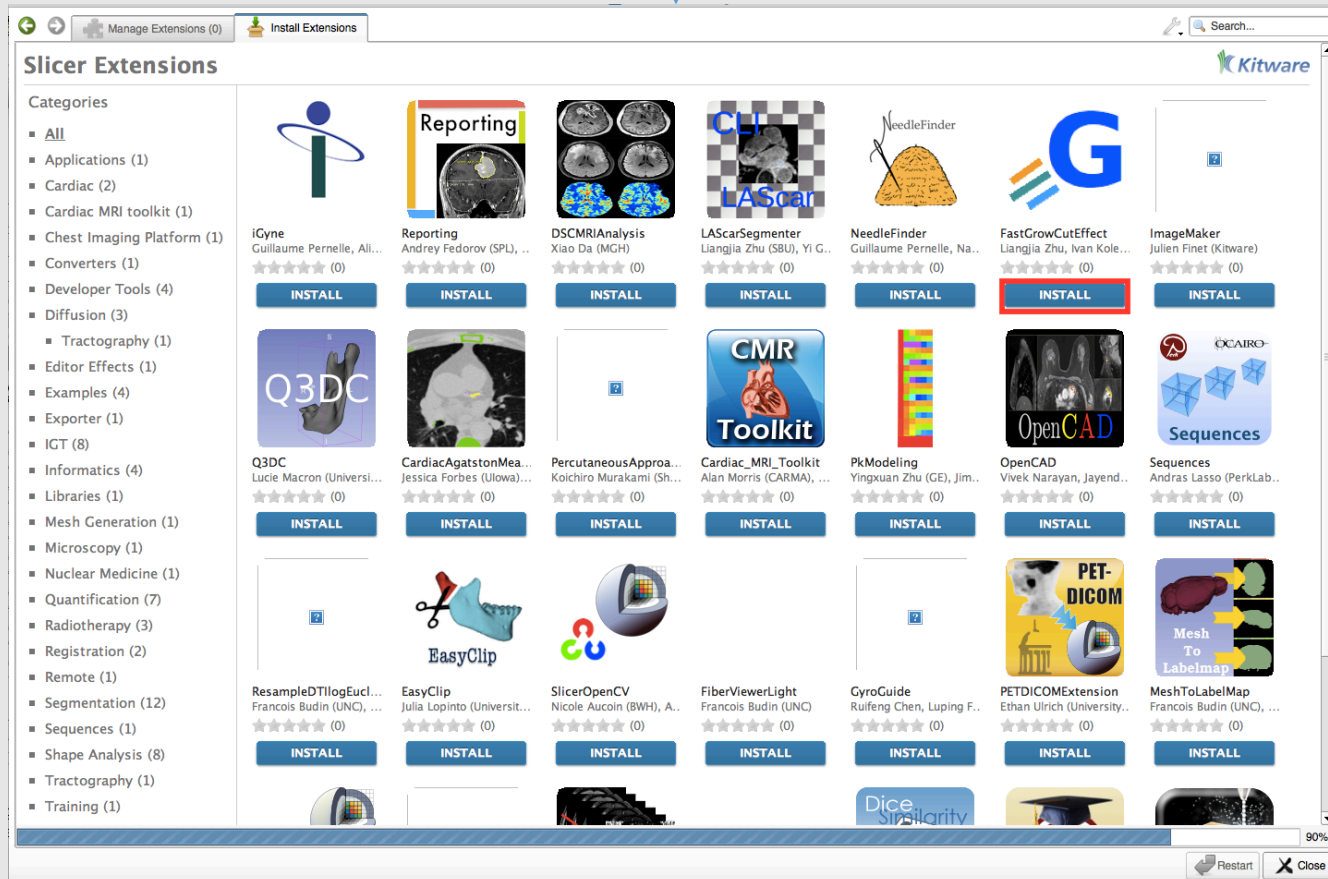 Manage Extensions (0)
Install Extensions
Search...
Slicer Extensions
Kitware
Categories
All
Applications (1)
Cardiac (2)
Cardiac MRI toolkit (1)
Chest Imaging Platform (1)
Converters (1)
Developer Tools (4)
Diffusion (3)
Tractography (1)
Editor Effects (1)
Examples (4)
Exporter (1)
IGT (8)
Informatics (4)
Libraries (1)
Mesh Generation (1)
Microscopy (1)
Nuclear Medicine (1)
Quantification (7)
Radiotherapy (3)
Registration (2)
Remote (1)
Segmentation (12)
Sequences (1)
Shape Analysis (8)
Tractography (1)
Training (1)
i
iGyne
Guillaume Pernelle, Ali...
(0)
INSTALL
Reporting
Reporting
Andrey Fedorov (SPL), ..
(0)
INSTALL
DSCMRIAnalysis
Xiao Da (MGH)
(0)
INSTALL
CLI
LAScar
LAScarSegmenter
Liangjia Zhu (SBU), Yi G..
(0)
INSTALL
NeedleFinder
NeedleFinder
Guillaume Pernelle, Na..
(0)
INSTALL
G
FastGrowCutEffect
Liangjia Zhu, Ivan Kole...
(0)
INSTALL
?
ImageMaker
Julien Finet (Kitware)
(0)
INSTALL
Q3DC
Q3DC
Lucie Macron (Universi...
(0)
INSTALL
CardiacAgatstonMea...
Jessica Forbes (UIowa)...
(0)
INSTALL
?
PercutaneousApproa...
Koichiro Murakami (Sh...
(0)
INSTALL
CMR
Toolkit
Cardiac_MRI_Toolkit
Alan Morris (CARMA), ...
(0)
INSTALL
PkModeling
Yingxuan Zhu (GE), Jim..
(0)
INSTALL
OpenCAD
OpenCAD
Vivek Narayan, Jayend..
(0)
INSTALL
OCAIRO
Sequences
Sequences
Andras Lasso (PerkLab..
(0)
INSTALL
?
ResampleDTIlogEucl...
Francois Budin (UNC), ...
(0)
INSTALL
EasyClip
EasyClip
Julia Lopinto (Universit...
(0)
INSTALL
SlicerOpenCV
Nicole Aucoin (BWH), A..
(0)
INSTALL
FiberViewerLight
Francois Budin (UNC)
(0)
INSTALL
?
GyroGuide
Ruifeng Chen, Luping F..
(0)
INSTALL
PET-
DICOM
PETDICOMExtension
Ethan Ulrich (University..
(0)
INSTALL
Mesh
To
Labelmap
MeshToLabelMap
Francois Budin (UNC), ...
(0)
INSTALL
Dice
Similarity
90%
Restart
Close